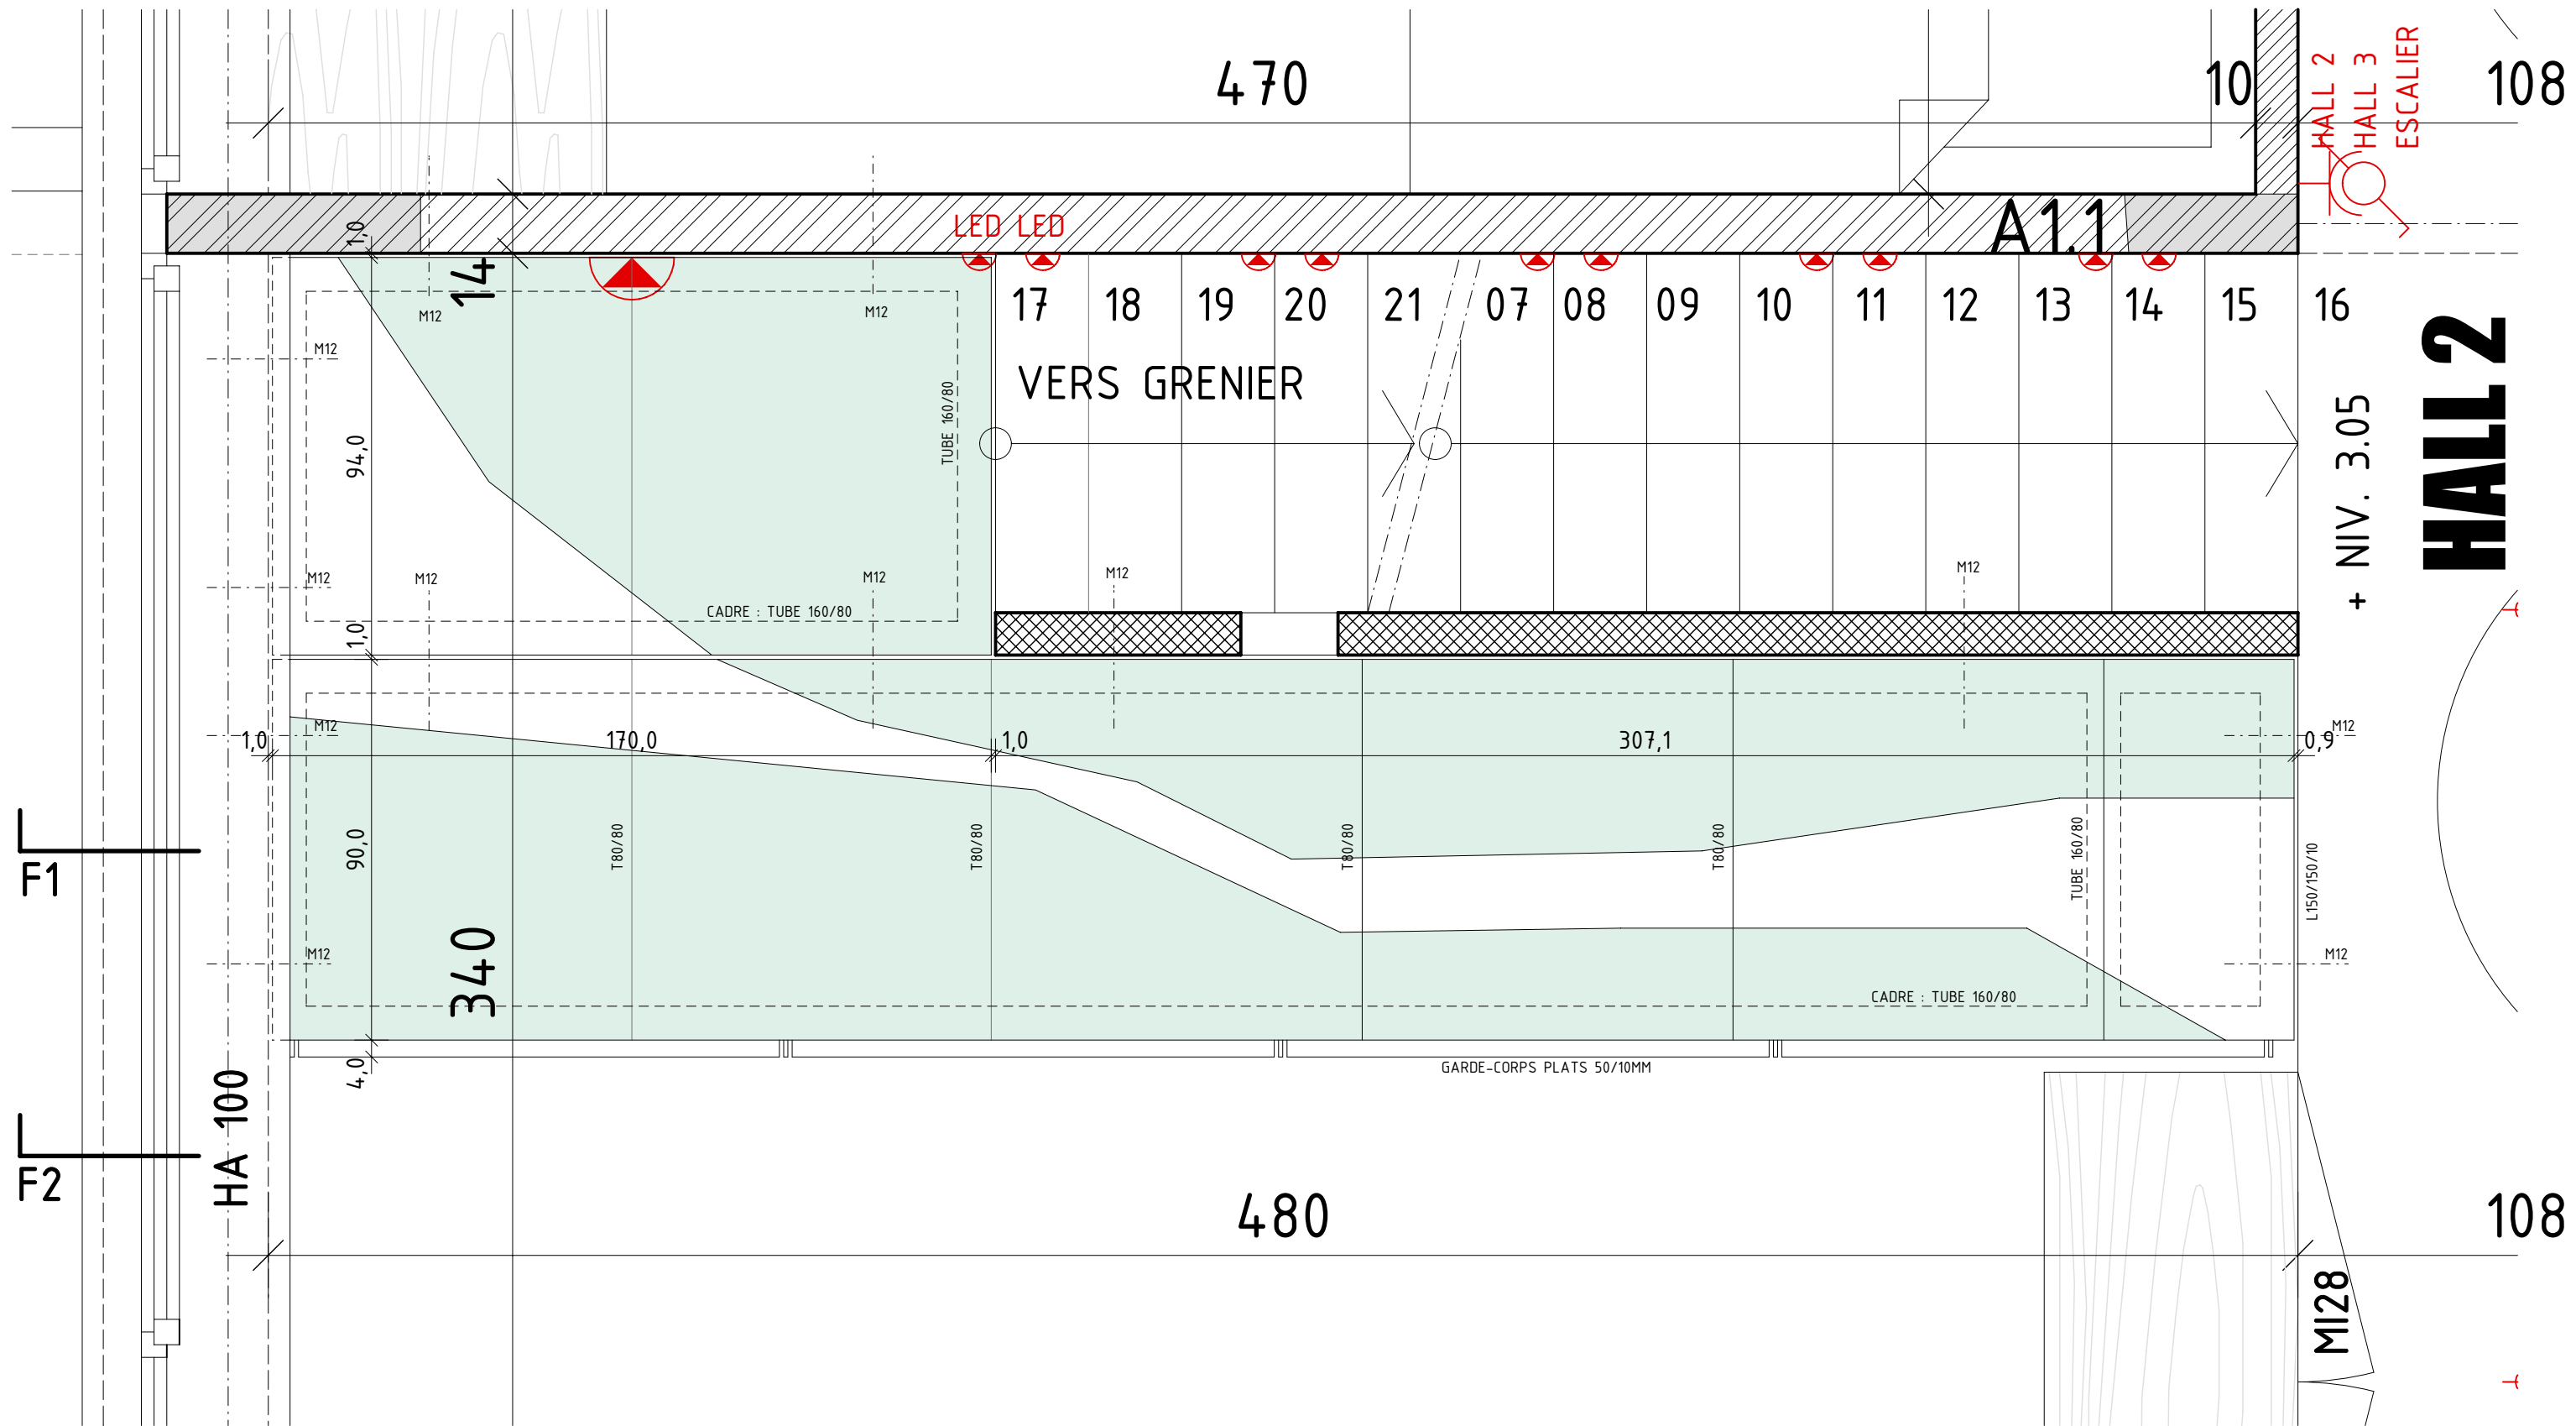 470
10
108
HALL 2
HALL 3
ESCALIER
LED LED
A1.1
1,0
14
M12
M12
M12
17 18 19 20 21 07 08 09 10 11 12 13 14 15 16
VERS GRENIER
TUBE 160/80
94,0
+ NIV. 3.05
HALL 2
M12
M12
M12
M12
M12
CADRE : TUBE 160/80
1,0
M12
M12
1,0
170,0
1,0
307,1
0,9
90,0
T80/80
T80/80
T80/80
T80/80
TUBE 160/80
L150/150/10
F1
340
M12
M12
CADRE : TUBE 160/80
4,0
GARDE-CORPS PLATS 50/10MM
HA 100
F2
480
108
MI28